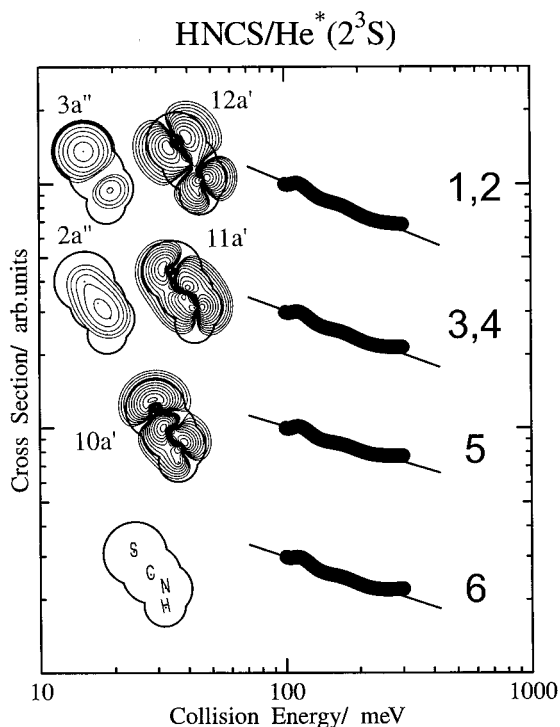 HNCS/He*(2³S)
3a" 12a'
1,2
2a" 11a'
3,4
10a'
5
S
C
N
H
6
Cross Section/ arb.units
10 100 1000
Collision Energy/ meV